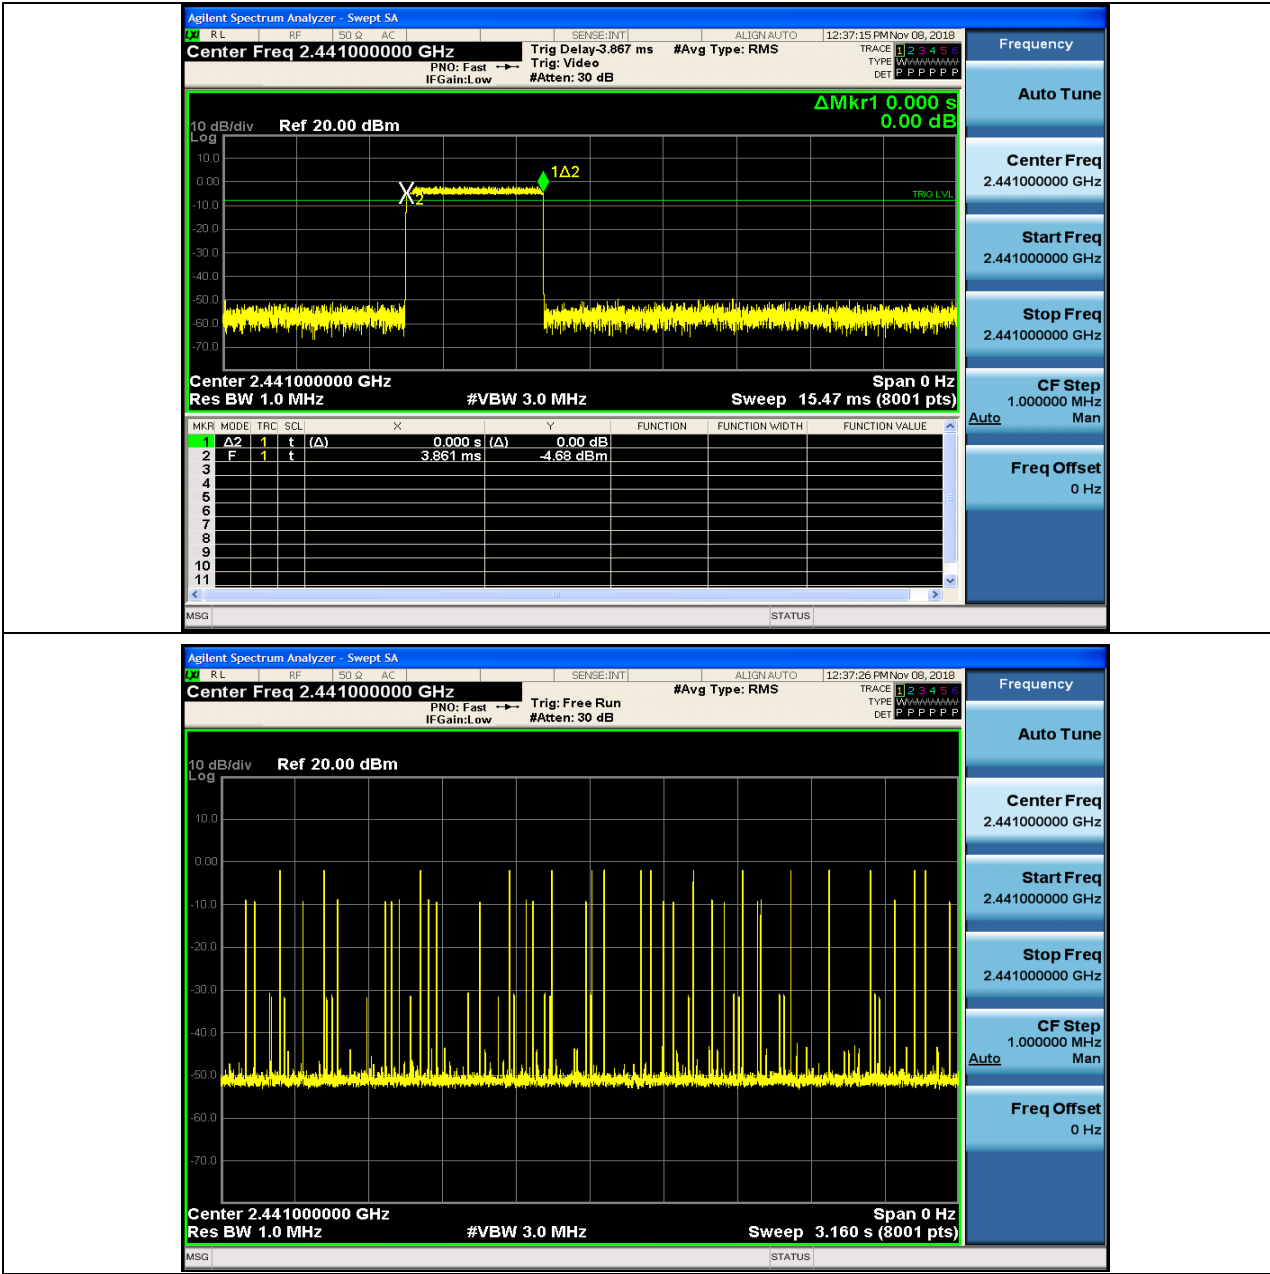 Agilent Spectrum Analyzer - Swept SA
LXI RL RF 50 Ω AC SENSE:INT ALIGN AUTO 12:37:15 PM Nov 08, 2018
Center Freq 2.441000000 GHz Trig Delay-3.867 ms #Avg Type: RMS TRACE 1 2 3 4 5 6
PNO: Fast Trig: Video TYPE
IFGain:Low #Atten: 30 dB DET P P P P P P
ΔMkr1 0.000 s
0.00 dB
10 dB/div Ref 20.00 dBm
Log
10.0
0.00
-10.0
-20.0
-30.0
-40.0
-50.0
-60.0
-70.0
1Δ2
X2
TRIG LVL
Center 2.441000000 GHz Span 0 Hz
Res BW 1.0 MHz #VBW 3.0 MHz Sweep 15.47 ms (8001 pts)
MKR MODE TRC SCL X Y FUNCTION FUNCTION WIDTH FUNCTION VALUE
1 Δ2 1 t (Δ) 0.000 s (Δ) 0.00 dB
2 F 1 t 3.861 ms -4.68 dBm
3
4
5
6
7
8
9
10
11
MSG STATUS
Frequency
Auto Tune
Center Freq
2.441000000 GHz
Start Freq
2.441000000 GHz
Stop Freq
2.441000000 GHz
CF Step
1.000000 MHz
Auto Man
Freq Offset
0 Hz
Agilent Spectrum Analyzer - Swept SA
LXI RL RF 50 Ω AC SENSE:INT ALIGN AUTO 12:37:26 PM Nov 08, 2018
Center Freq 2.441000000 GHz #Avg Type: RMS TRACE 1 2 3 4 5 6
PNO: Fast Trig: Free Run TYPE
IFGain:Low #Atten: 30 dB DET P P P P P P
10 dB/div Ref 20.00 dBm
Log
10.0
0.00
-10.0
-20.0
-30.0
-40.0
-50.0
-60.0
-70.0
Center 2.441000000 GHz Span 0 Hz
Res BW 1.0 MHz #VBW 3.0 MHz Sweep 3.160 s (8001 pts)
MSG STATUS
Frequency
Auto Tune
Center Freq
2.441000000 GHz
Start Freq
2.441000000 GHz
Stop Freq
2.441000000 GHz
CF Step
1.000000 MHz
Auto Man
Freq Offset
0 Hz